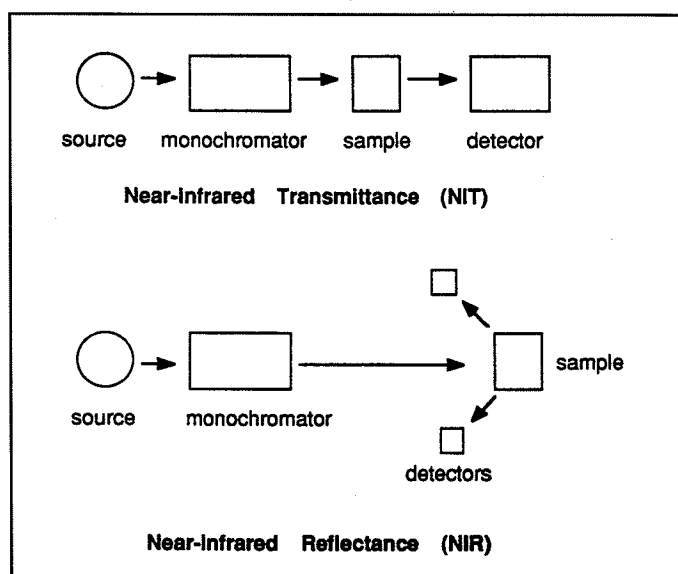 source monochromator sample detector
Near-infrared Transmittance (NIT)
sample
source monochromator
detectors
Near-infrared Reflectance (NIR)